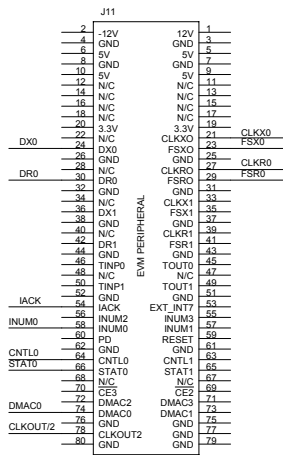 J11
2 -12V 12V 1
4 GND GND 3
6 5V 5V 5
8 GND GND 7
10 5V 5V 9
12 N/C N/C 11
14 N/C N/C 13
16 N/C N/C 15
18 N/C N/C 17
20 3.3V 3.3V 19
22 N/C CLKXO 21 CLKX0
DX0 24 DX0 FSXO 23 FSX0
26 GND GND 25
28 N/C CLKRO 27 CLKR0
DR0 30 DR0 FSRO 29 FSR0
32 GND GND 31
34 N/C CLKX1 33
36 DX1 FSX1 35
38 GND GND 37
40 N/C CLKR1 39
42 DR1 FSR1 41
44 GND GND 43
46 TINP0 TOUT0 45
48 N/C N/C 47
50 TINP1 TOUT1 49
52 GND GND 51
IACK 54 IACK EXT_INT7 53
56 INUM2 INUM3 55
INUM0 58 INUM0 INUM1 57
60 PD RESET 59
62 GND GND 61
CNTL0 64 CNTL0 CNTL1 63
STAT0 66 STAT0 STAT1 65
68 N/C N/C 67
70 CE3 CE2 69
72 DMAC2 DMAC3 71
DMAC0 74 DMAC0 DMAC1 73
76 GND GND 75
CLKOUT/2 78 CLKOUT2 GND 77
80 GND GND 79
EVM PERIPHERAL